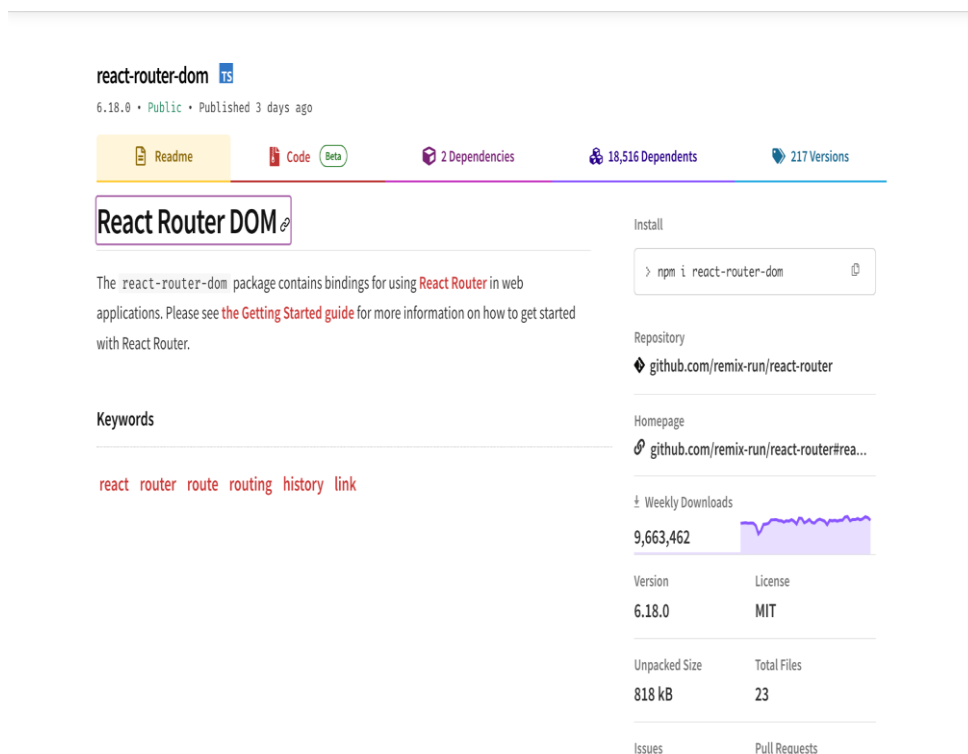 react-router-dom TS
6.18.0 • Public • Published 3 days ago
Readme
Code Beta
2 Dependencies
18,516 Dependents
217 Versions
React Router DOM
The react-router-dom package contains bindings for using React Router in web
applications. Please see the Getting Started guide for more information on how to get started
with React Router.
Keywords
react router route routing history link
Install
> npm i react-router-dom
Repository
github.com/remix-run/react-router
Homepage
github.com/remix-run/react-router#rea...
Weekly Downloads
9,663,462
Version License
6.18.0 MIT
Unpacked Size Total Files
818 kB 23
Issues Pull Requests